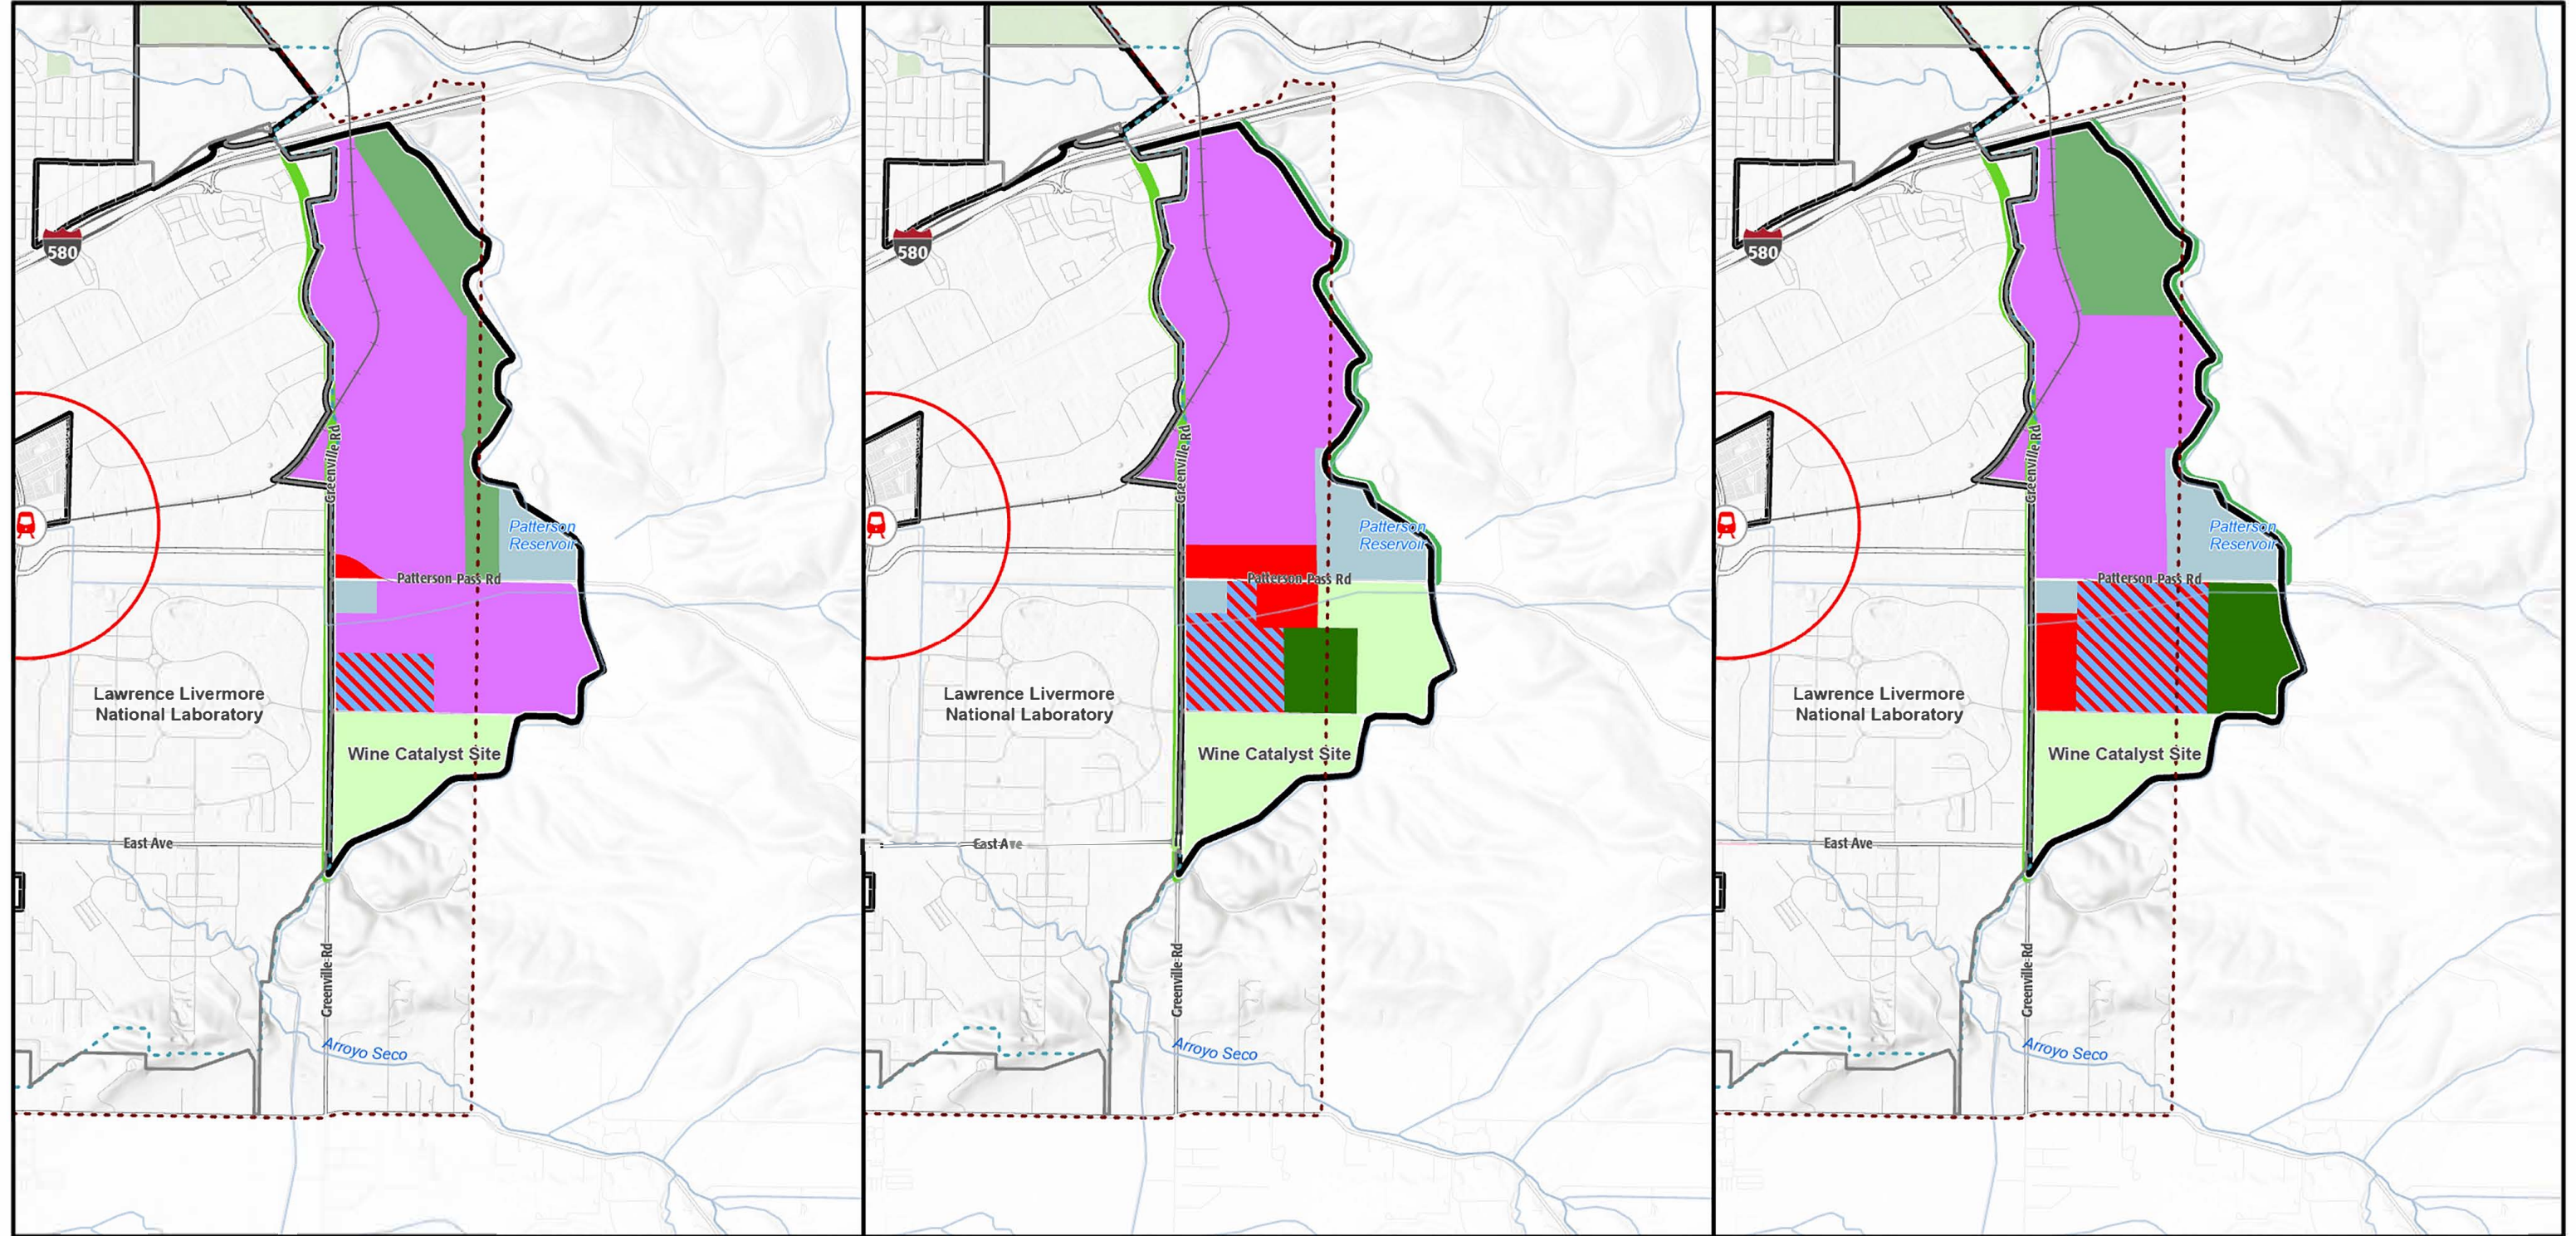 580
Greenville Rd
Patterson
Reservoir
Patterson Pass Rd
Lawrence Livermore
National Laboratory
Wine Catalyst Site
East Ave
Greenville Rd
Arroyo Seco
580
Greenville Rd
Patterson
Reservoir
Patterson Pass Rd
Lawrence Livermore
National Laboratory
Wine Catalyst Site
East Ave
Greenville Rd
Arroyo Seco
580
Greenville Rd
Patterson
Reservoir
Patterson Pass Rd
Lawrence Livermore
National Laboratory
Wine Catalyst Site
East Ave
Greenville Rd
Arroyo Seco